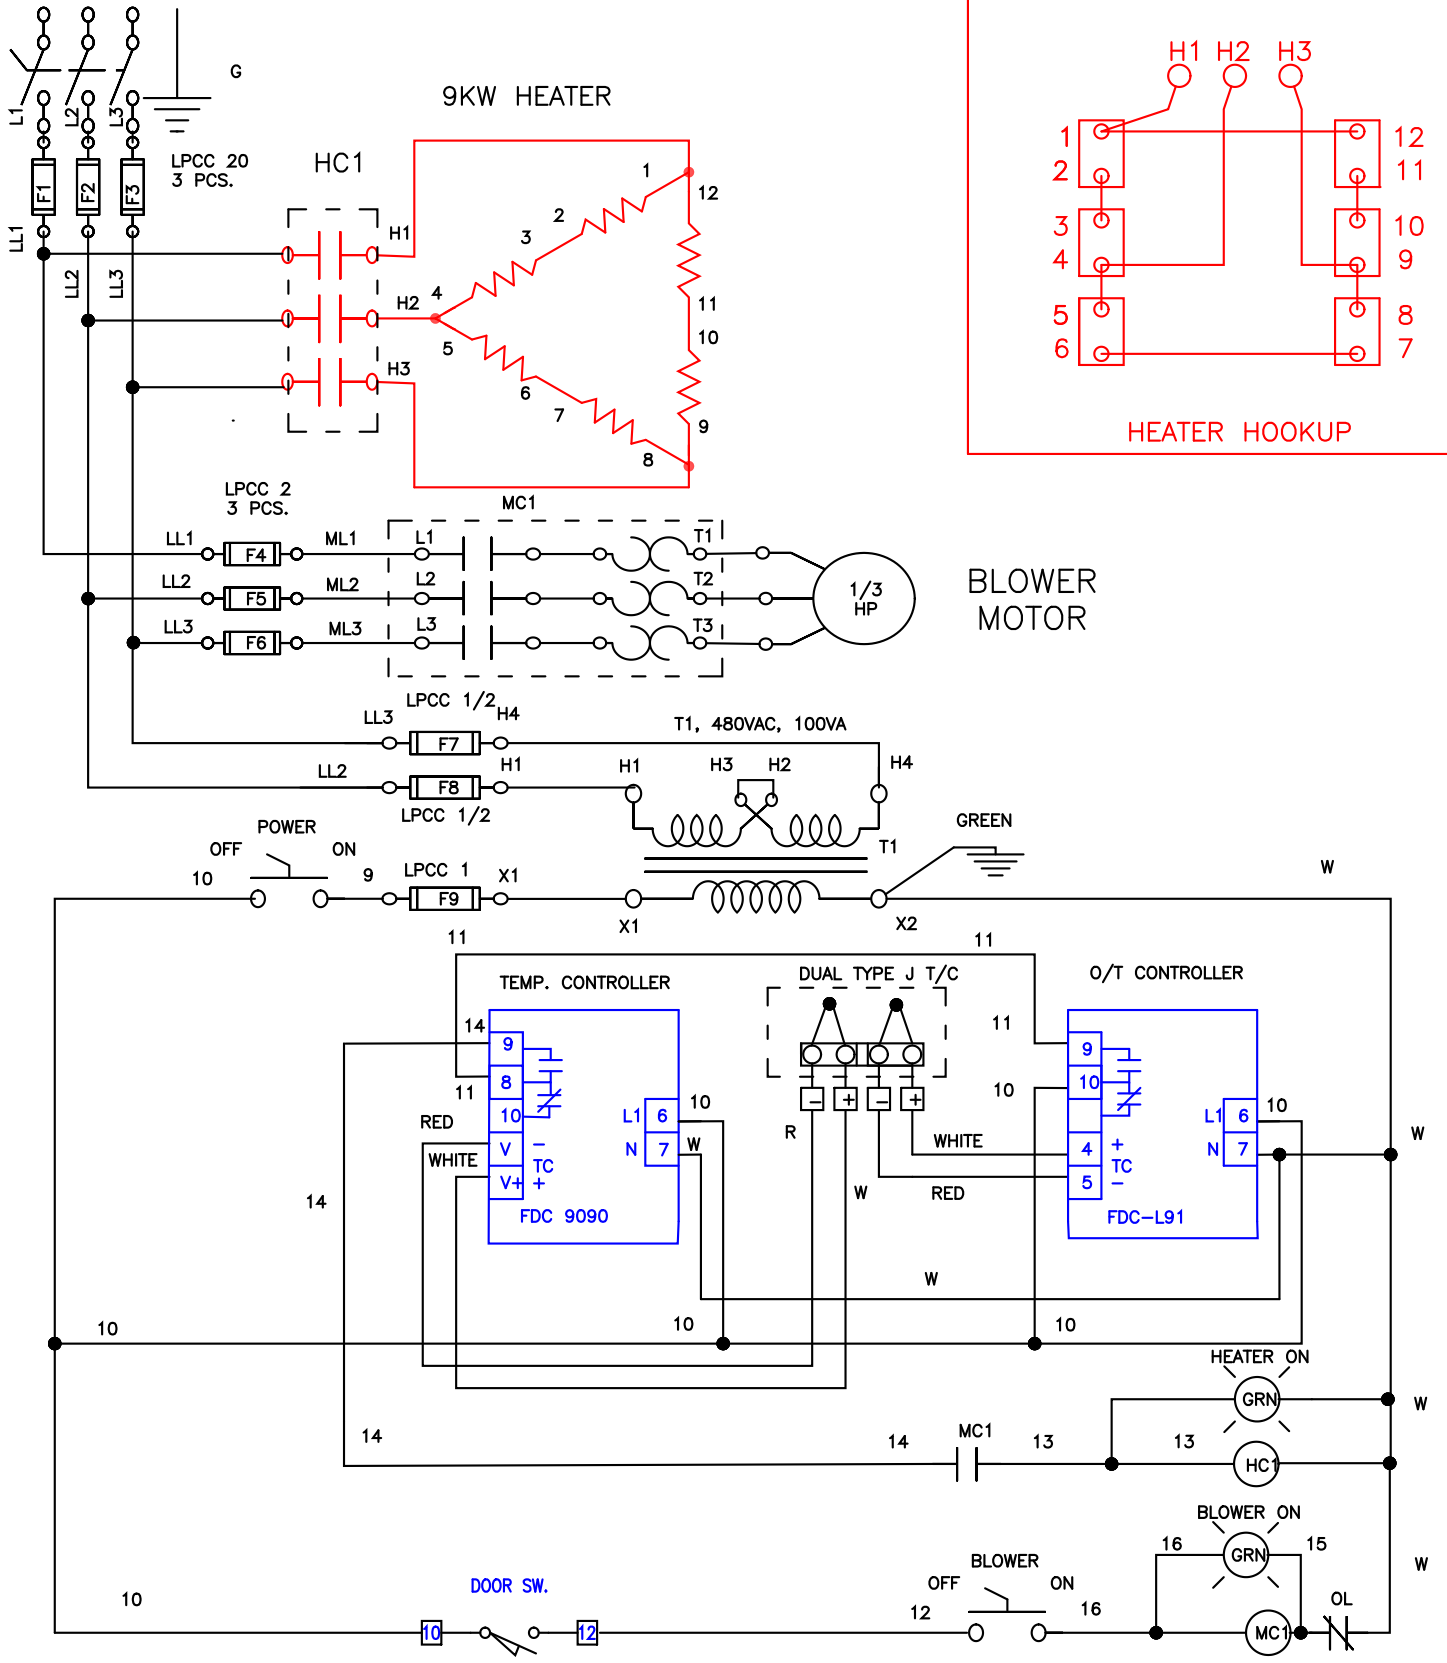 G
L1
L2
L3
LPCC 20
3 PCS.
F1
F2
F3
LL1
LL2
LL3
HC1
9KW HEATER
H1
H2
H3
1
2
3
4
5
6
7
8
9
10
11
12
H1 H2 H3
1
2
3
4
5
6
12
11
10
9
8
7
HEATER HOOKUP
LPCC 2
3 PCS.
MC1
LL1 F4 ML1 L1 T1
LL2 F5 ML2 L2 T2
LL3 F6 ML3 L3 T3
1/3
HP
BLOWER
MOTOR
LPCC 1/2
LL3 F7 H4
T1, 480VAC, 100VA
LL2 F8 H1
LPCC 1/2
H1 H3 H2 H4
T1
POWER
OFF ON
10
9
LPCC 1
F9
X1
X1
X2
GREEN
W
11
11
TEMP. CONTROLLER
14
9
8
11
10
RED
V –
WHITE
TC
V+ +
L1 6 10
N 7 W
FDC 9090
DUAL TYPE J T/C
– + – +
R
W
WHITE
RED
O/T CONTROLLER
11
9
10
10
4 +
TC
5 –
L1 6 10
N 7
FDC–L91
W
14
W
10
10
10
HEATER ON
GRN
W
14
14
MC1
13
13
HC1
BLOWER ON
16
GRN
15
W
10
DOOR SW.
10
12
12
BLOWER
OFF ON
16
MC1
OL